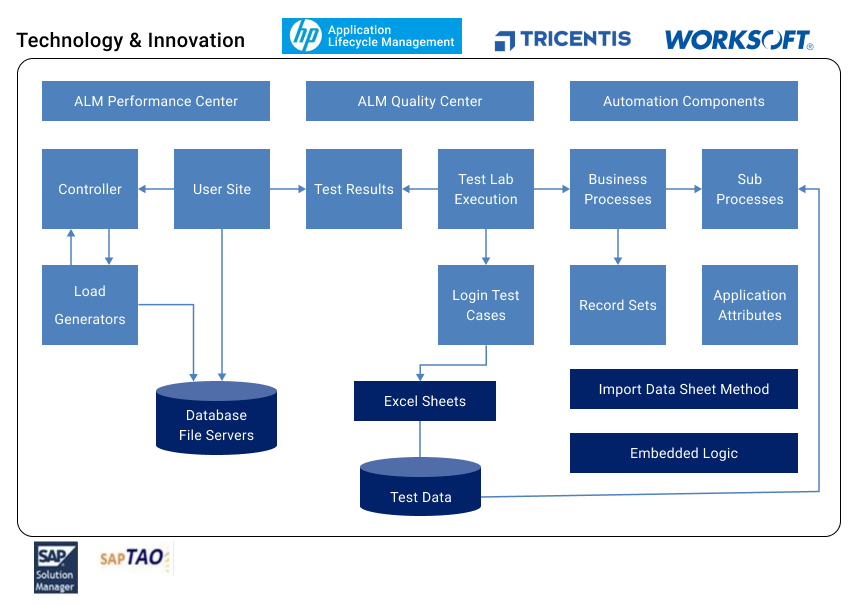 Technology & Innovation
hp
Application
Lifecycle Management
TRICENTIS
WORKSOFT®
ALM Performance Center
ALM Quality Center
Automation Components
Controller
User Site
Test Results
Test Lab
Execution
Business
Processes
Sub
Processes
Load
Generators
Login Test
Cases
Record Sets
Application
Attributes
Database
File Servers
Excel Sheets
Import Data Sheet Method
Embedded Logic
Test Data
SAP
Solution
Manager
SAP TAO